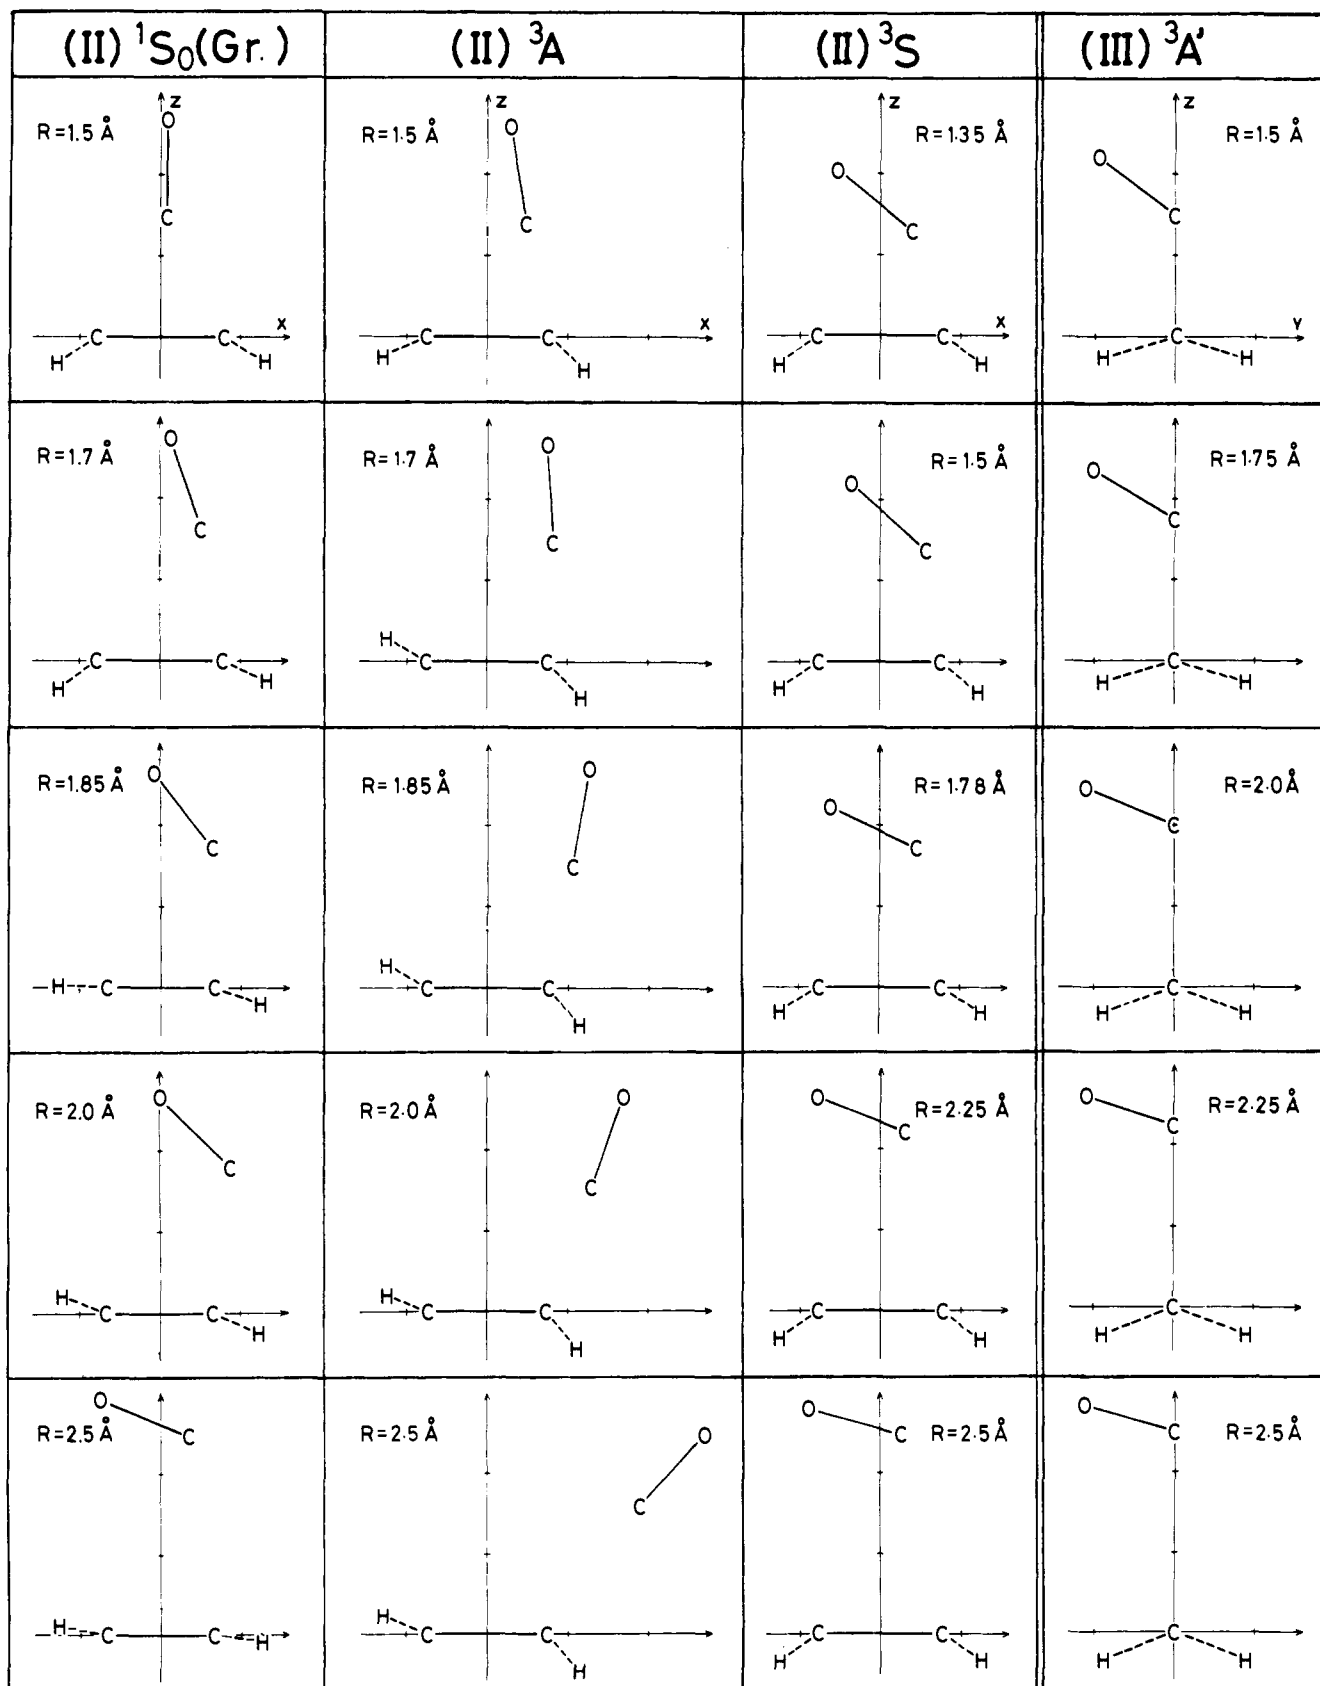 (II) ¹S₀(Gr.) (II) ³A (II) ³S (III) ³A'
Z Z Z Z
O O
R=1.5 Å R=1.5 Å R=1.35 Å R=1.5 Å
O O
C C C C
C C X C C X C C X C Y
H H H H H H H H
O O
R=1.7 Å R=1.7 Å R=1.5 Å R=1.75 Å
O O
C C C C
H
C C C C C C C
H H H H H H H
O O
R=1.85 Å R=1.85 Å R=1.78 Å R=2.0 Å
O O
C C C C
H
H C C C C C C C
H H H H H H
O O O O
R=2.0 Å R=2.0 Å R=2.25 Å R=2.25 Å
C C C C
H H
C C C C C C C
H H H H H H
O O O
R=2.5 Å C R=2.5 Å O C R=2.5 Å C R=2.5 Å
C
H H
C C H C C C C C
H H H H H